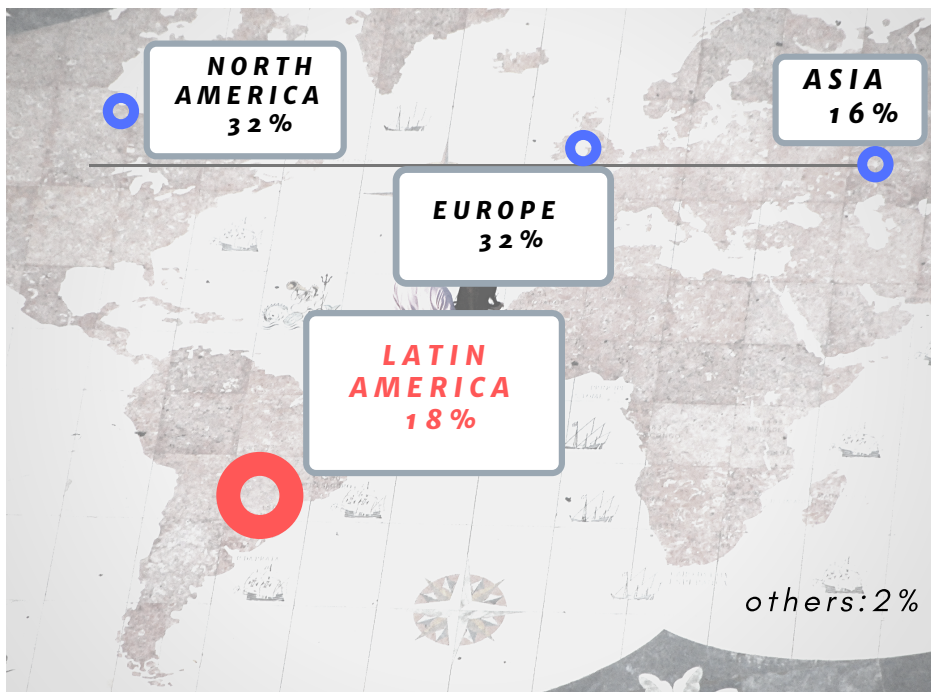 NORTH
AMERICA
32%
ASIA
16%
EUROPE
32%
LATIN
AMERICA
18%
others:2%